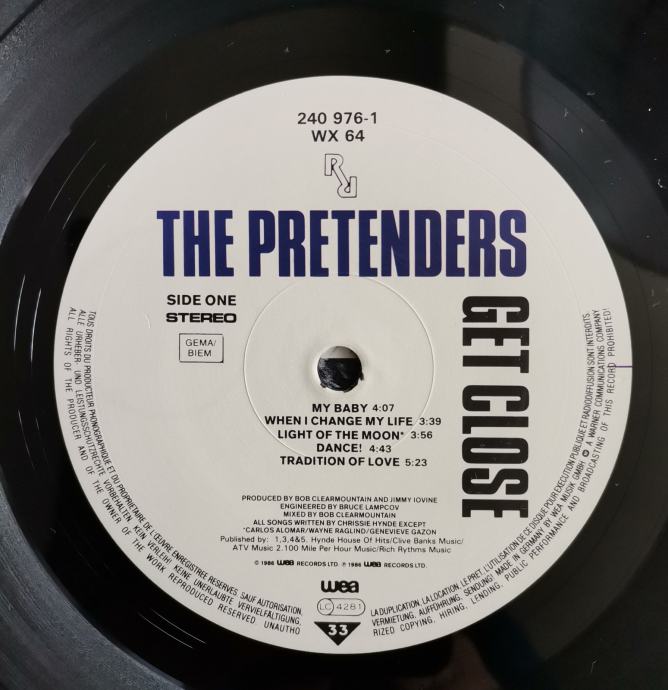 240 976-1
WX 64
THE PRETENDERS
GET CLOSE
SIDE ONE
STEREO
GEMA/
BIEM
MY BABY 4:07
WHEN I CHANGE MY LIFE 3:39
LIGHT OF THE MOON* 3:56
DANCE! 4:43
TRADITION OF LOVE 5:23
PRODUCED BY BOB CLEARMOUNTAIN AND JIMMY IOVINE
ENGINEERED BY BRUCE LAMPCOV
MIXED BY BOB CLEARMOUNTAIN
ALL SONGS WRITTEN BY CHRISSIE HYNDE EXCEPT
*CARLOS ALOMAR/WAYNE RAGLIND/GENEVIEVE GAZON
Published by: 1,3,4&5. Hynde House Of Hits/Clive Banks Music/
ATV Music 2.100 Mile Per Hour Music/Rich Rythms Music
© 1986 wea RECORDS LTD. ℗ 1986 wea RECORDS LTD.
wea
LC 4281
33
TOUS DROITS DU PRODUCTEUR PHONOGRAPHIQUE ET DU PROPRIETAIRE DE L'ŒUVRE ENREGISTREE RESERVES. SAUF AUTORISATION, LA DUPLICATION, LA LOCATION, LE PRET, L'UTILISATION DE CE DISQUE POUR EXECUTION PUBLIQUE ET RADIODIFFUSION SONT INTERDITS.
ALLE URHEBER- UND LEISTUNGSSCHUTZRECHTE VORBEHALTEN. KEIN VERLEIH! KEINE UNERLAUBTE VERVIELFÄLTIGUNG, VERMIETUNG, AUFFÜHRUNG, SENDUNG! MADE IN GERMANY BY WEA MUSIK GMBH A WARNER COMMUNICATIONS COMPANY
ALL RIGHTS OF THE PRODUCER AND OF THE OWNER OF THE WORK REPRODUCED RESERVED. UNAUTHORIZED COPYING, HIRING, LENDING, PUBLIC PERFORMANCE AND BROADCASTING OF THIS RECORD PROHIBITED!